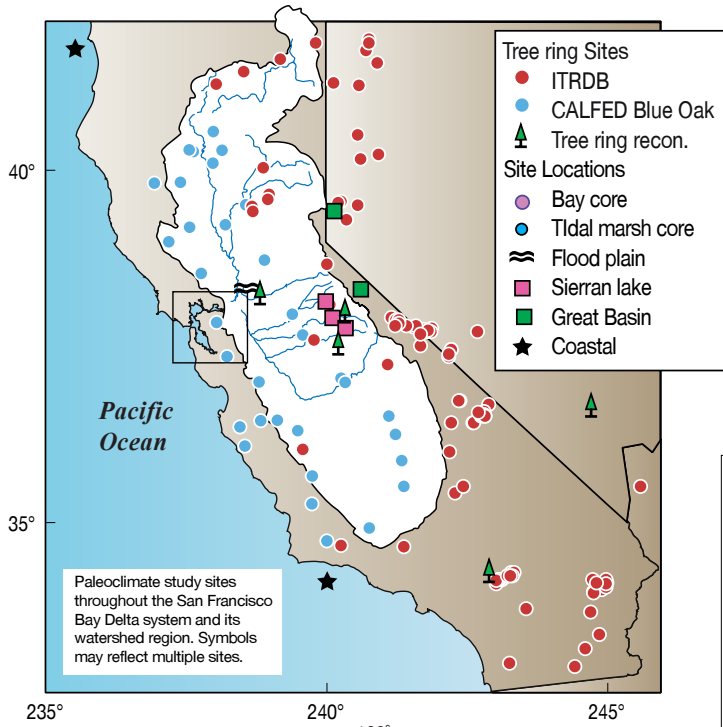 Tree ring Sites
ITRDB
CALFED Blue Oak
Tree ring recon.
Site Locations
Bay core
TIdal marsh core
Flood plain
Sierran lake
Great Basin
Coastal
40°
Pacific
Ocean
35°
Paleoclimate study sites
throughout the San Francisco
Bay Delta system and its
watershed region. Symbols
may reflect multiple sites.
235°
240°
245°